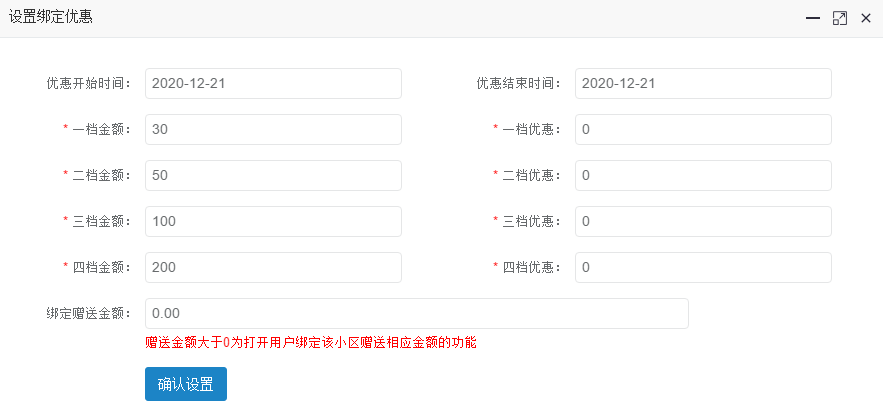 设置绑定优惠
优惠开始时间： 2020-12-21 优惠结束时间： 2020-12-21
* 一档金额： 30 * 一档优惠： 0
* 二档金额： 50 * 二档优惠： 0
* 三档金额： 100 * 三档优惠： 0
* 四档金额： 200 * 四档优惠： 0
绑定赠送金额： 0.00
赠送金额大于0为打开用户绑定该小区赠送相应金额的功能
确认设置